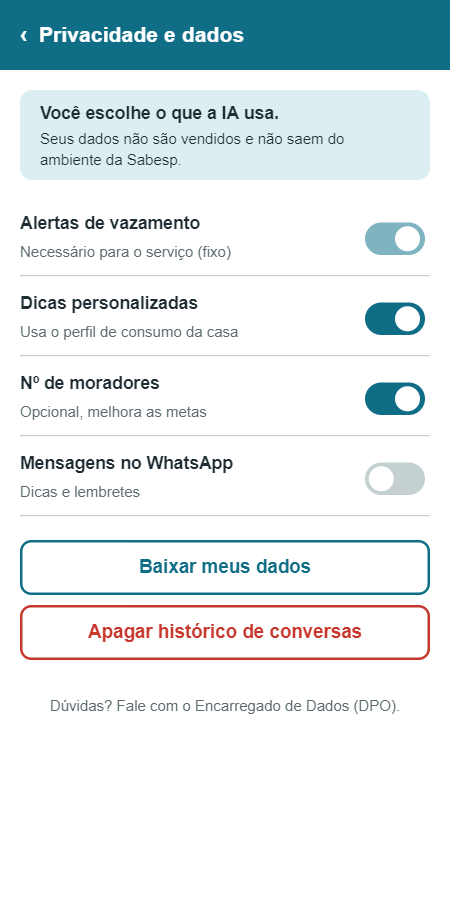 ‹ Privacidade e dados
Você escolhe o que a IA usa.
Seus dados não são vendidos e não saem do
ambiente da Sabesp.
Alertas de vazamento
Necessário para o serviço (fixo)
Dicas personalizadas
Usa o perfil de consumo da casa
Nº de moradores
Opcional, melhora as metas
Mensagens no WhatsApp
Dicas e lembretes
Baixar meus dados
Apagar histórico de conversas
Dúvidas? Fale com o Encarregado de Dados (DPO).